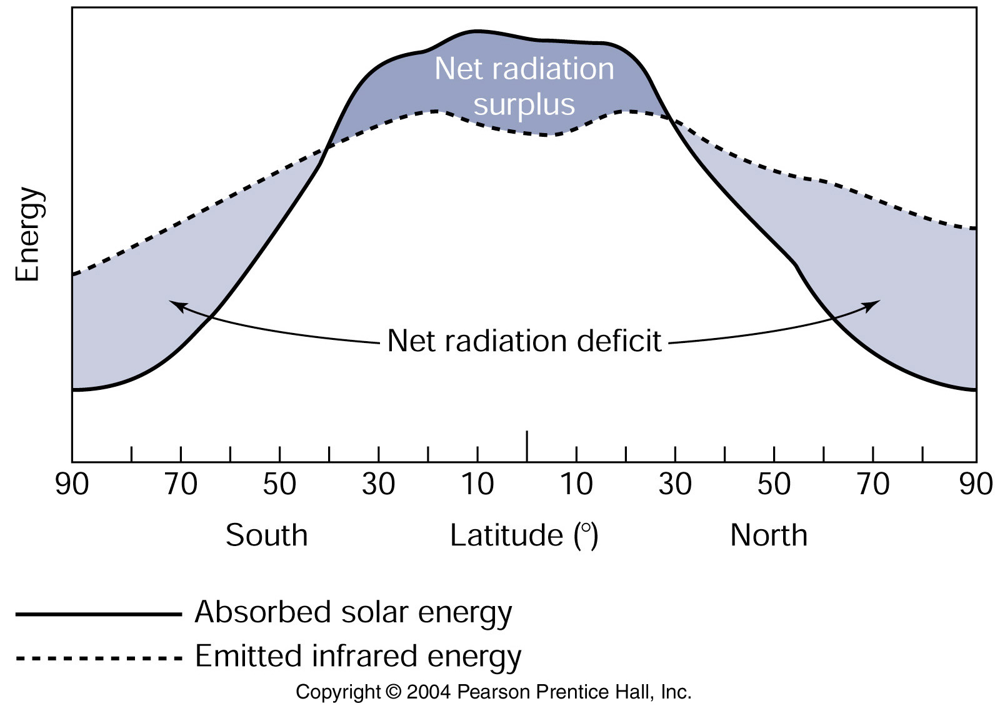 Net radiation
surplus
Energy
Net radiation deficit
90 70 50 30 10 10 30 50 70 90
South Latitude (°) North
Absorbed solar energy
Emitted infrared energy
Copyright © 2004 Pearson Prentice Hall, Inc.